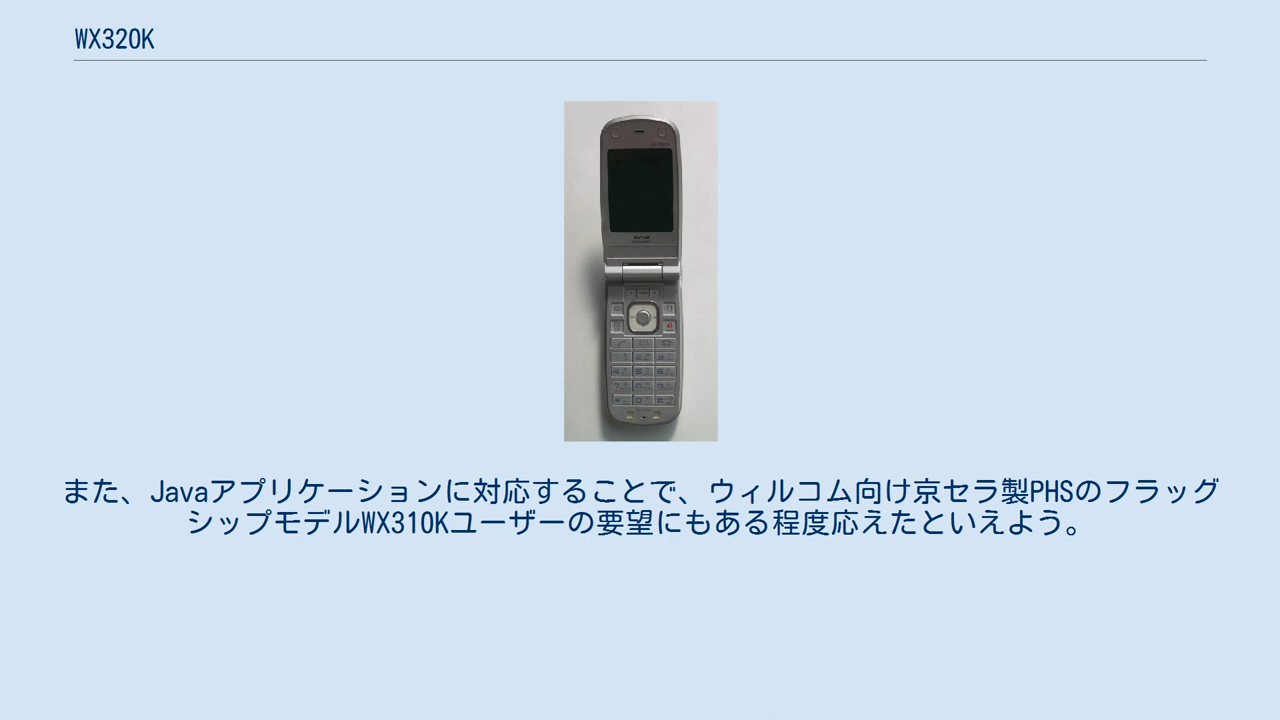 WX320K
また、Javaアプリケーションに対応することで、ウィルコム向け京セラ製PHSのフラッグ
シップモデルWX310Kユーザーの要望にもある程度応えたといえよう。